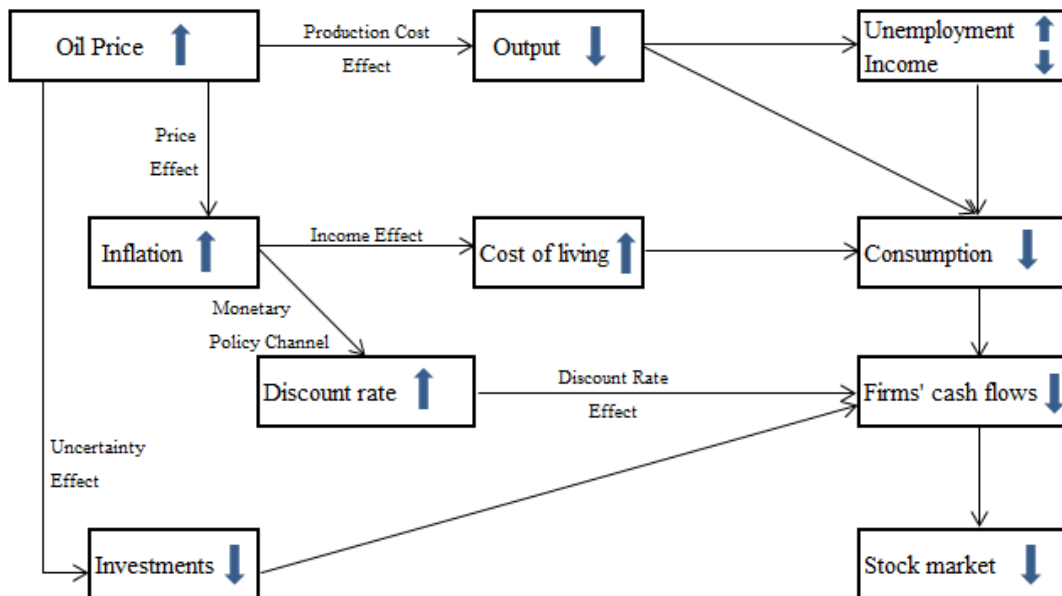 Oil Price
Production Cost
Effect
Output
Unemployment
Income
Price
Effect
Inflation
Income Effect
Cost of living
Consumption
Monetary
Policy Channel
Discount rate
Discount Rate
Effect
Firms' cash flows
Uncertainty
Effect
Investments
Stock market